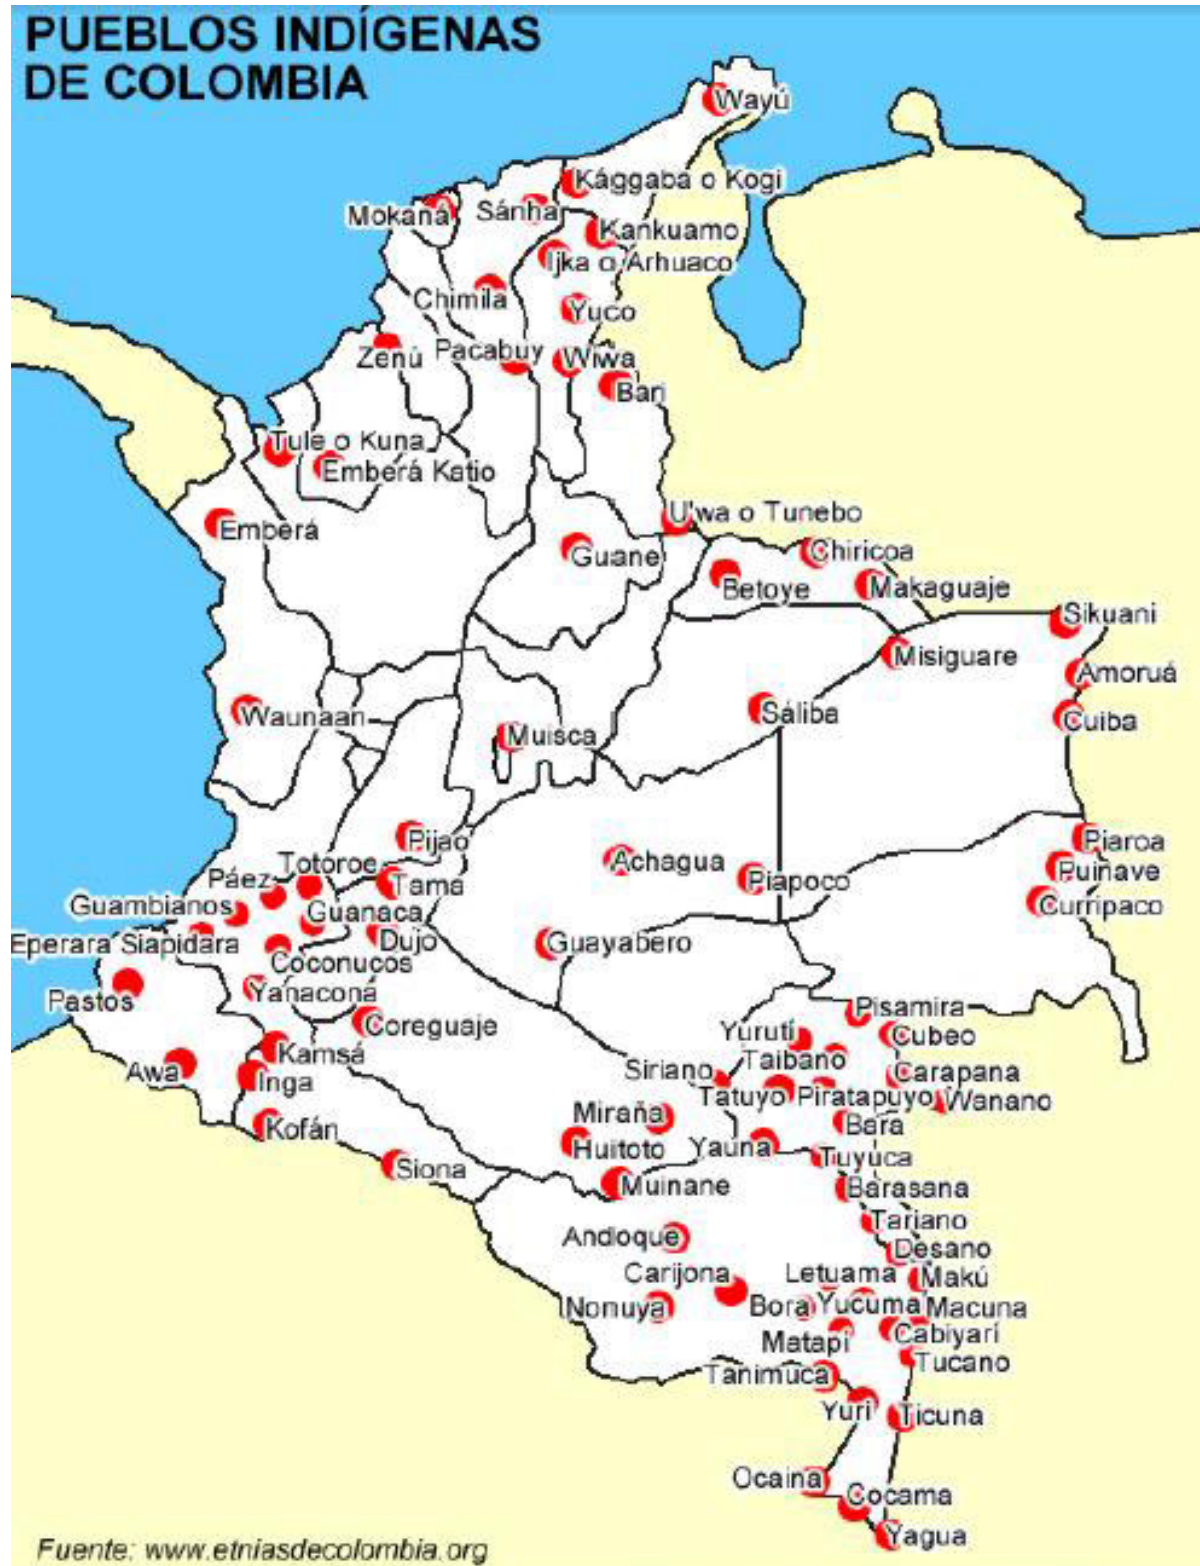 PUEBLOS INDÍGENAS
DE COLOMBIA
Wayú
Kággaba o Kogi
Mokaná
Sánha
Kankuamo
Ijka o Arhuaco
Chimila
Yuco
Zenú
Pacabuy
Wiwa
Bari
Tule o Kuna
Emberá Katio
Emberá
U'wa o Tunebo
Guane
Chiricoa
Betoye
Makaguaje
Sikuani
Misiguare
Amoruá
Waunaan
Sáliba
Cuiba
Muisca
Pijao
Piaroa
Totoroe
Achagua
Puinave
Páez
Tama
Piapoco
Guambianos
Guanaca
Curripaco
Eperara Siapidara
Dujo
Guayabero
Coconucos
Pastos
Yanacona
Pisamira
Coreguaje
Yurutí
Cubeo
Kamsá
Taibano
Awa
Inga
Siriano
Carapana
Tatuyo
Piratapuyo
Wanano
Kofán
Miraña
Bara
Huitoto
Yauna
Siona
Tuyuca
Muinane
Barasana
Tariano
Andoque
Desano
Carijona
Letuama
Makú
Nonuya
Bora
Yucuma
Macuna
Matapi
Cabiyarí
Tucano
Tanimuca
Yuri
Ticuna
Ocaina
Cocama
Yagua
Fuente: www.etniasdecolombia.org